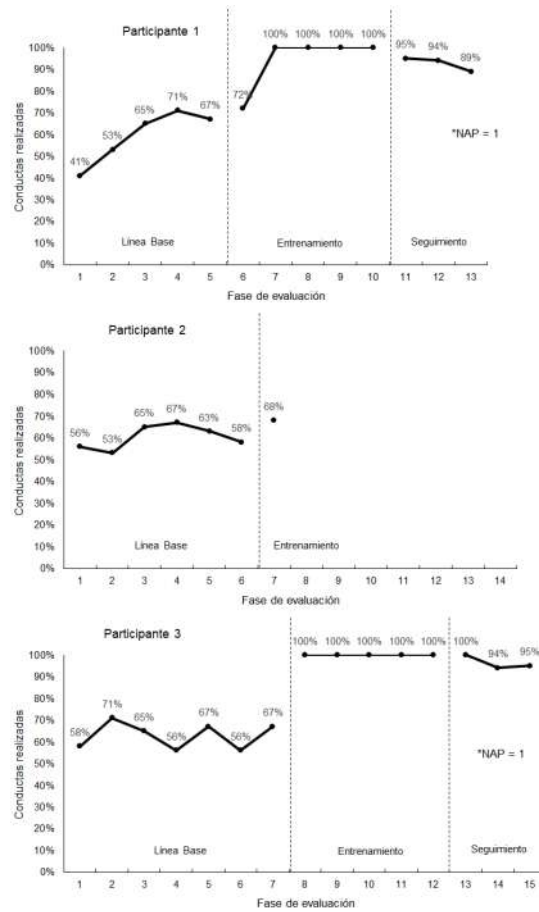 Participante 1
100% 100% 100% 100%
100%
95% 94%
90%
89%
80%
71% 72%
70%
65% 67%
60%
53%
50%
*NAP = 1
41%
40%
30%
20%
10%
Línea Base Entrenamiento Seguimiento
0%
1 2 3 4 5 6 7 8 9 10 11 12 13
Fase de evaluación
Conductas realizadas
Participante 2
100%
90%
80%
70%
65% 67% 63% 68%
60%
56% 53% 58%
50%
40%
30%
20%
10%
Línea Base Entrenamiento
0%
1 2 3 4 5 6 7 8 9 10 11 12 13 14
Fase de evaluación
Conductas realizadas
Participante 3
100% 100% 100% 100% 100% 100%
100%
94% 95%
90%
80%
71%
70%
65% 67% 67%
60%
58% 56% 56%
50%
*NAP = 1
40%
30%
20%
10%
Línea Base Entrenamiento Seguimiento
0%
1 2 3 4 5 6 7 8 9 10 11 12 13 14 15
Fase de evaluación
Conductas realizadas